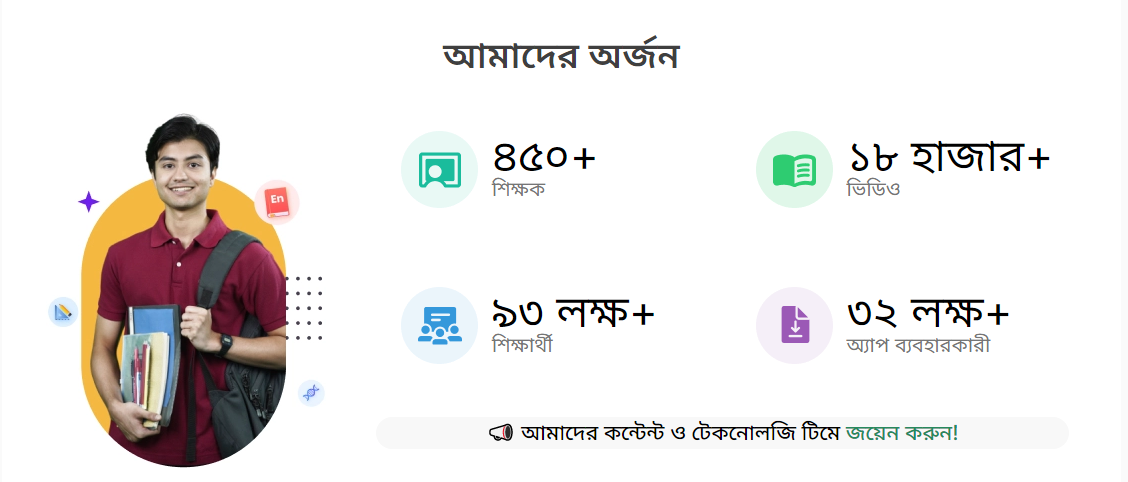 আমাদের অর্জন
En
৪৫০+
শিক্ষক
১৮ হাজার+
ভিডিও
৯৩ লক্ষ+
শিক্ষার্থী
৩২ লক্ষ+
অ্যাপ ব্যবহারকারী
আমাদের কন্টেন্ট ও টেকনোলজি টিমে জয়েন করুন!